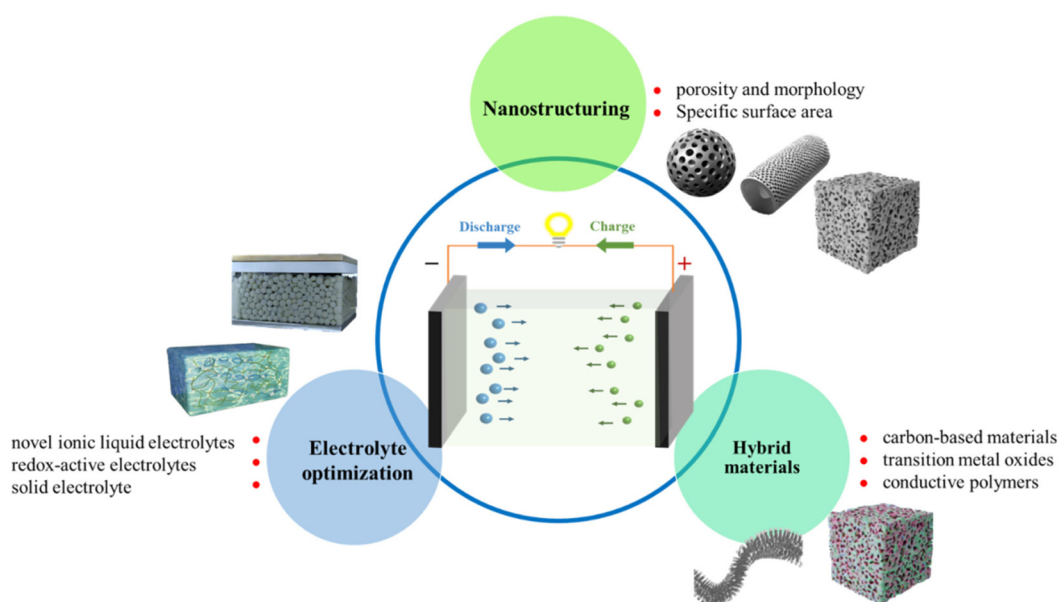 Nanostructuring
porosity and morphology
Specific surface area
Discharge
Charge
−
+
novel ionic liquid electrolytes
redox-active electrolytes
solid electrolyte
Electrolyte
optimization
Hybrid
materials
carbon-based materials
transition metal oxides
conductive polymers